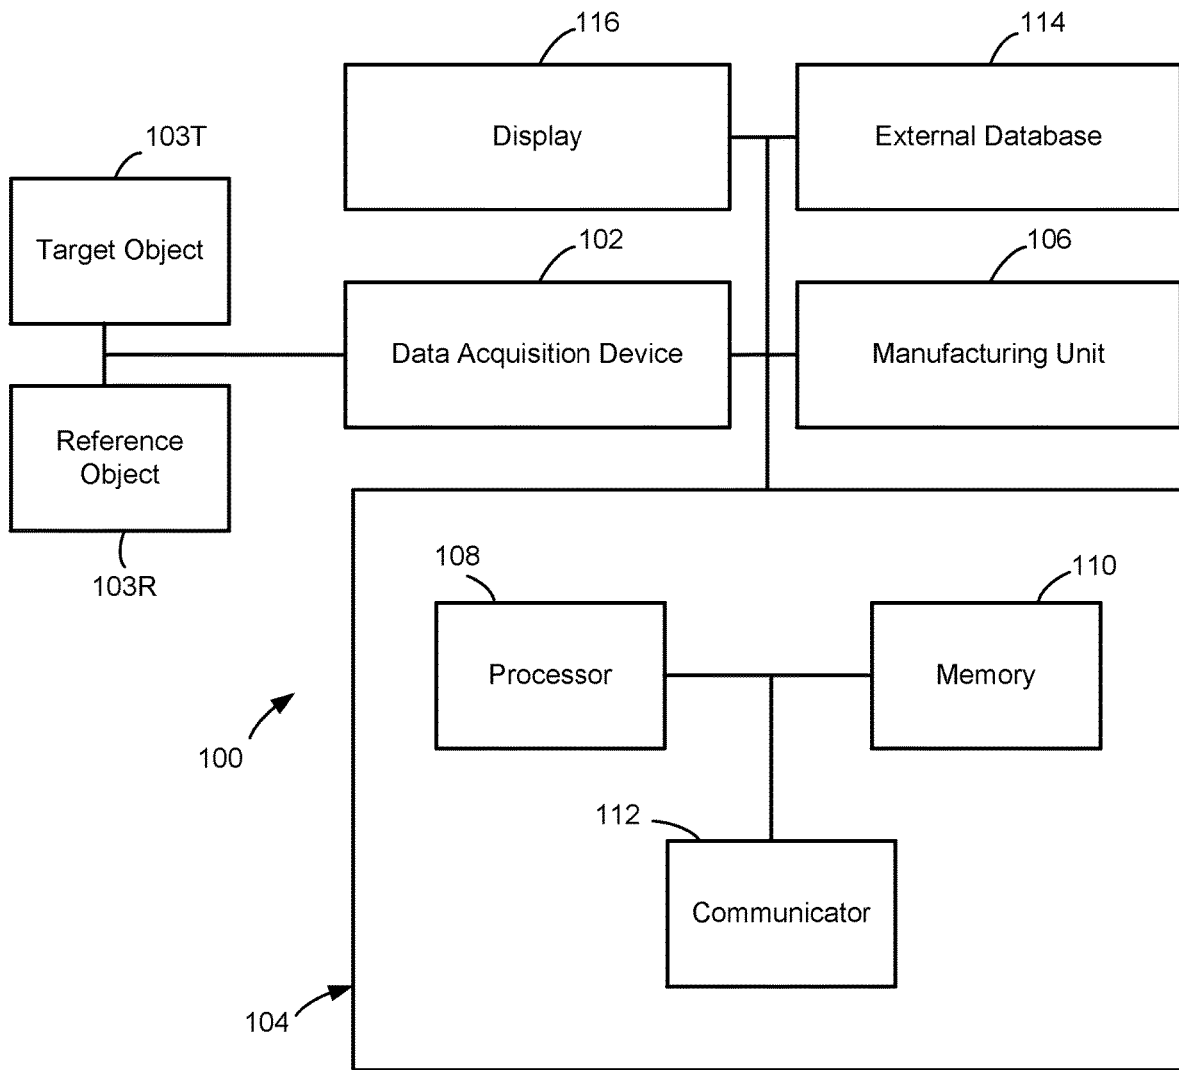 116
114
Display
External Database
103T
Target Object
102
106
Data Acquisition Device
Manufacturing Unit
Reference
Object
103R
108
110
Processor
Memory
100
112
Communicator
104